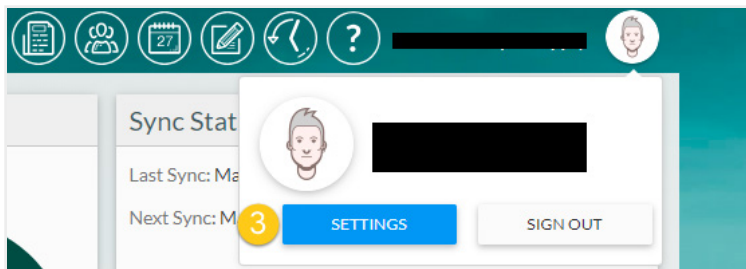 27
?
Sync Stat
Last Sync: Ma
Next Sync: M
3
SETTINGS
SIGN OUT